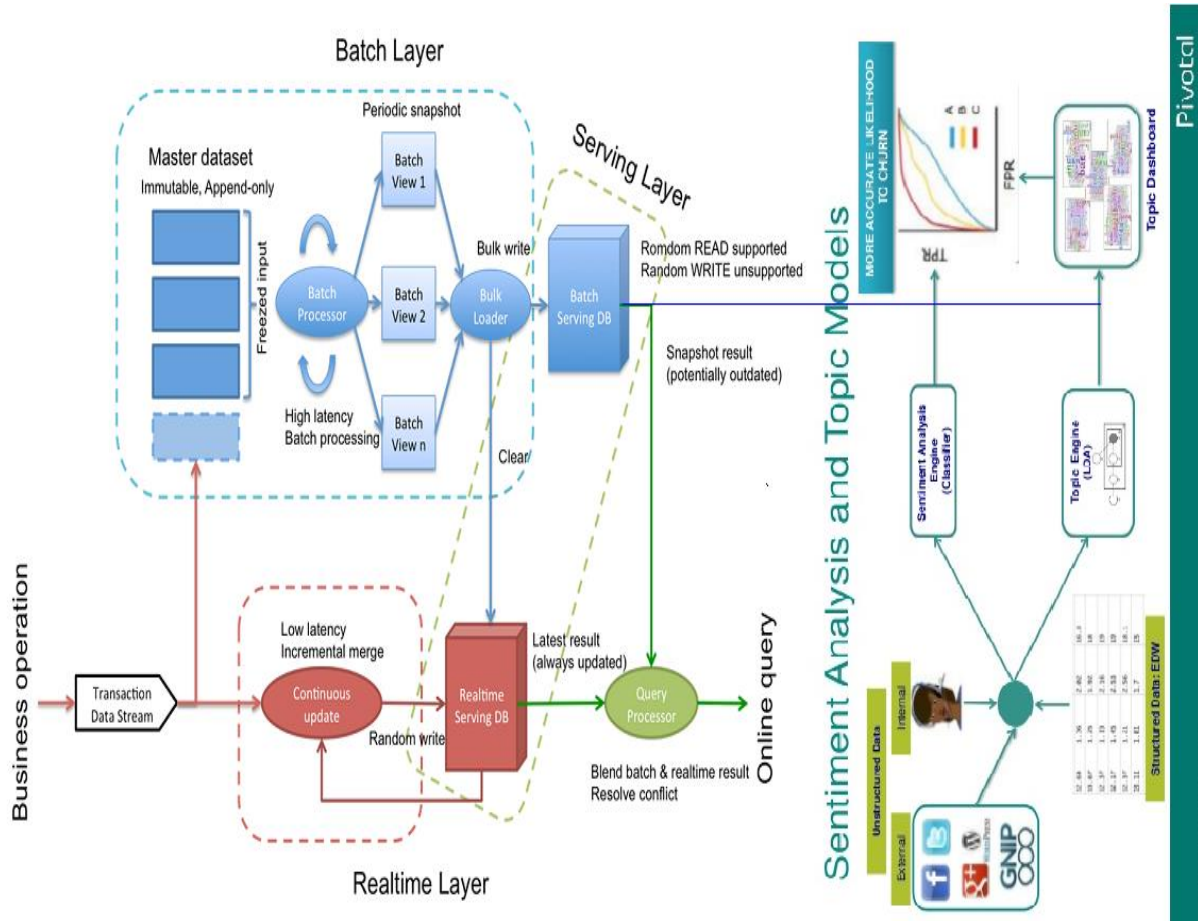 Batch Layer
Periodic snapshot
Master dataset
Immutable, Append-only
Freezed input
Batch
Processor
High latency
Batch processing
Batch
View 1
Batch
View 2
Batch
View n
Bulk write
Bulk
Loader
Clear
Serving Layer
Batch
Serving DB
Romdom READ supported
Random WRITE unsupported
Snapshot result
(potentially outdated)
Business operation
Transaction
Data Stream
Low latency
Incremental merge
Continuous
update
Random write
Realtime
Serving DB
Latest result
(always updated)
Query
Processor
Blend batch & realtime result
Resolve conflict
Online query
Realtime Layer
Sentiment Analysis and Topic Models
MORE ACCURATE LIKELIHOOD
TO CHURN
TPR
FPR
A
B
C
Topic Dashboard
Sentiment Analysis
Engine
(Classifier)
Topic Engine
(LDA)
Unstructured Data
External
Internal
GNIP
Structured Data: EDW
Pivotal